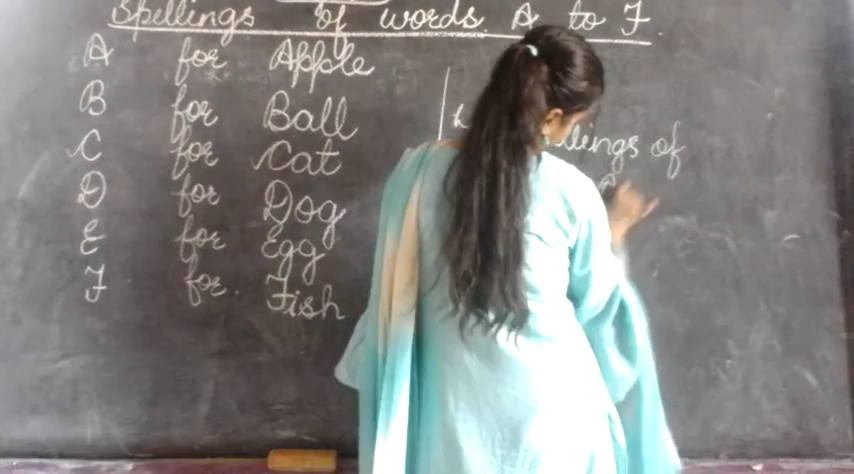 Spellings of words A to F.
A for Apple
B for Ball
C for Cat
D for Dog
E for Egg
F for Fish
of